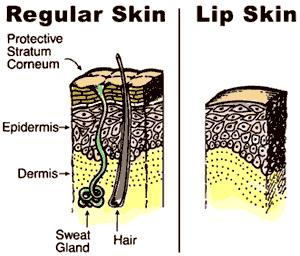 Regular Skin
Lip Skin
Protective
Stratum
Corneum
Epidermis
Dermis
Sweat
Gland
Hair